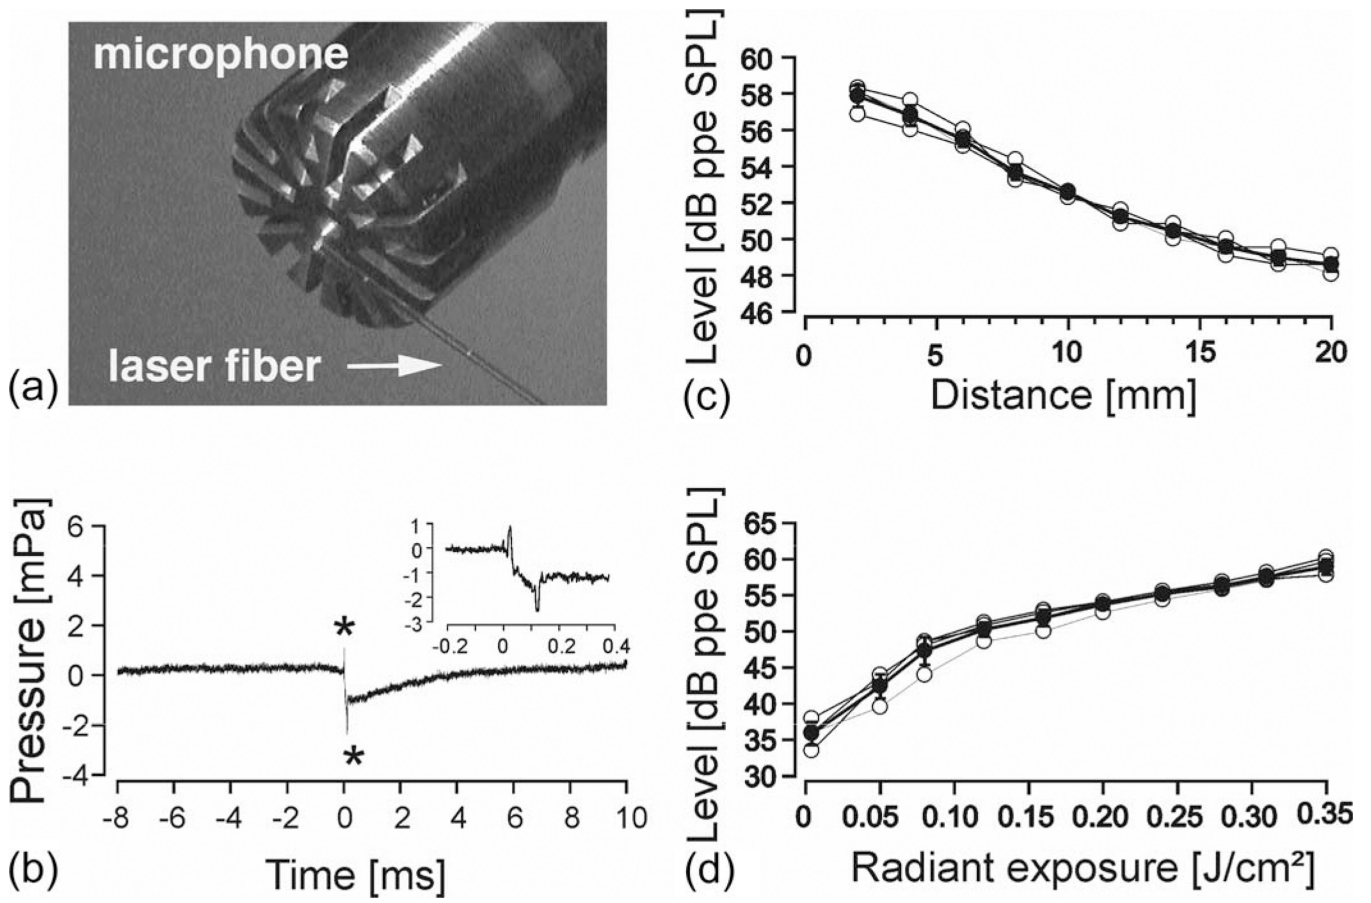 microphone
laser fiber
(a)
Level [dB ppe SPL]
60
58
56
54
52
50
48
46
0 5 10 15 20
Distance [mm]
(c)
Pressure [mPa]
6
4
2
0
-2
-4
*
*
1
0
-1
-2
-3
-0.2 0 0.2 0.4
-8 -6 -4 -2 0 2 4 6 8 10
Time [ms]
(b)
Level [dB ppe SPL]
65
60
55
50
45
40
35
30
0 0.05 0.10 0.15 0.20 0.25 0.30 0.35
Radiant exposure [J/cm²]
(d)